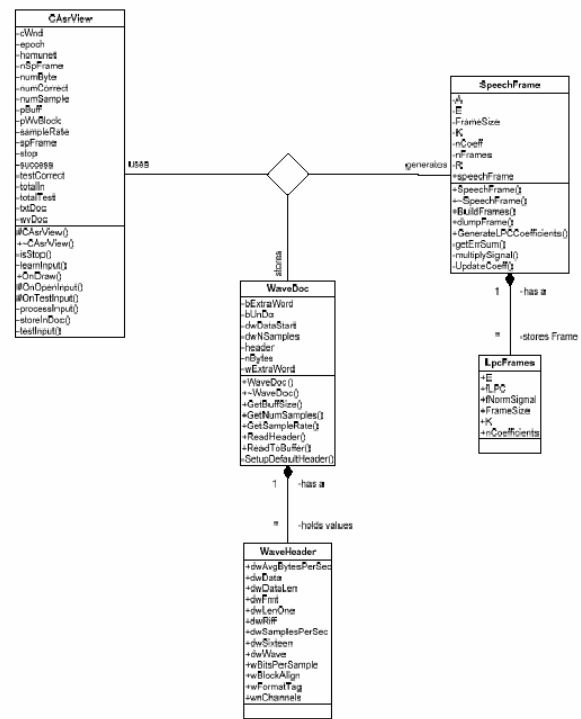 CAsrView
-cWnd
-epoch
-homunet
-nSpFrame
-numByte
-numCorrect
-numSample
-pBuff
-pWvBlock
-sampleRate
-spFrame
-stop
-success
-testCorrect
-totalIn
-totalTest
-txtDoc
-wvDoc
#CAsrView()
+~CAsrView()
-isStop()
-learnInput()
+OnDraw()
#OnOpenInput()
#OnTestInput()
-processInput()
-storeInDoc()
-testInput()
uses
generates
stores
SpeechFrame
-A
-E
-FrameSize
-K
-nCoeff
-nFrames
-R
+speechFrame
+SpeechFrame()
+~SpeechFrame()
+BuildFrames()
+dumpFrame()
+GenerateLPCCoefficients()
-getErrSum()
-multiplySignal()
-UpdateCoeff()
1 -has a
* -stores Frame
LpcFrames
+E
+fLPC
+fNormSignal
+FrameSize
+K
+nCoefficients
WaveDoc
-bExtraWord
-bUnDo
-dwDataStart
-dwNSamples
-header
-nBytes
-wExtraWord
+WaveDoc()
+~WaveDoc()
+GetBuffSize()
+GetNumSamples()
+GetSampleRate()
+ReadHeader()
+ReadToBuffer()
-SetupDefaultHeader()
1 -has a
* -holds values
WaveHeader
+dwAvgBytesPerSec
+dwData
+dwDataLen
+dwFmt
+dwLenOne
+dwRiff
+dwSamplesPerSec
+dwSixteen
+dwWave
+wBitsPerSample
+wBlockAlign
+wFormatTag
+wnChannels